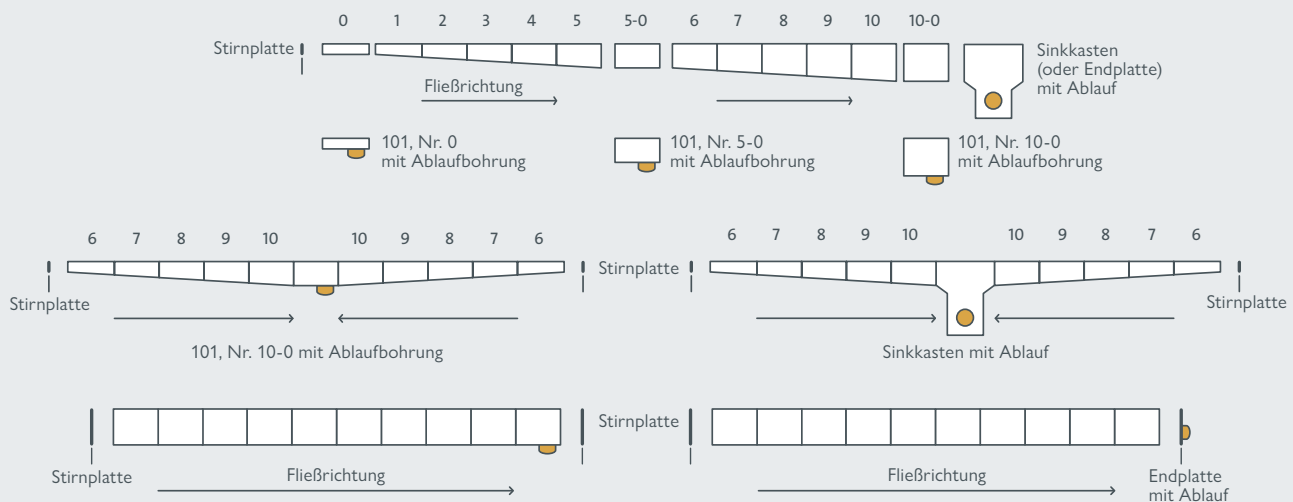 0 1 2 3 4 5 5-0 6 7 8 9 10 10-0
Stirnplatte
Sinkkasten
(oder Endplatte)
mit Ablauf
Fließrichtung
101, Nr. 0
mit Ablaufbohrung
101, Nr. 5-0
mit Ablaufbohrung
101, Nr. 10-0
mit Ablaufbohrung
6 7 8 9 10 10 9 8 7 6
Stirnplatte
Stirnplatte
101, Nr. 10-0 mit Ablaufbohrung
6 7 8 9 10 10 9 8 7 6
Stirnplatte
Sinkkasten mit Ablauf
Stirnplatte
Fließrichtung
Stirnplatte
Fließrichtung
Endplatte
mit Ablauf